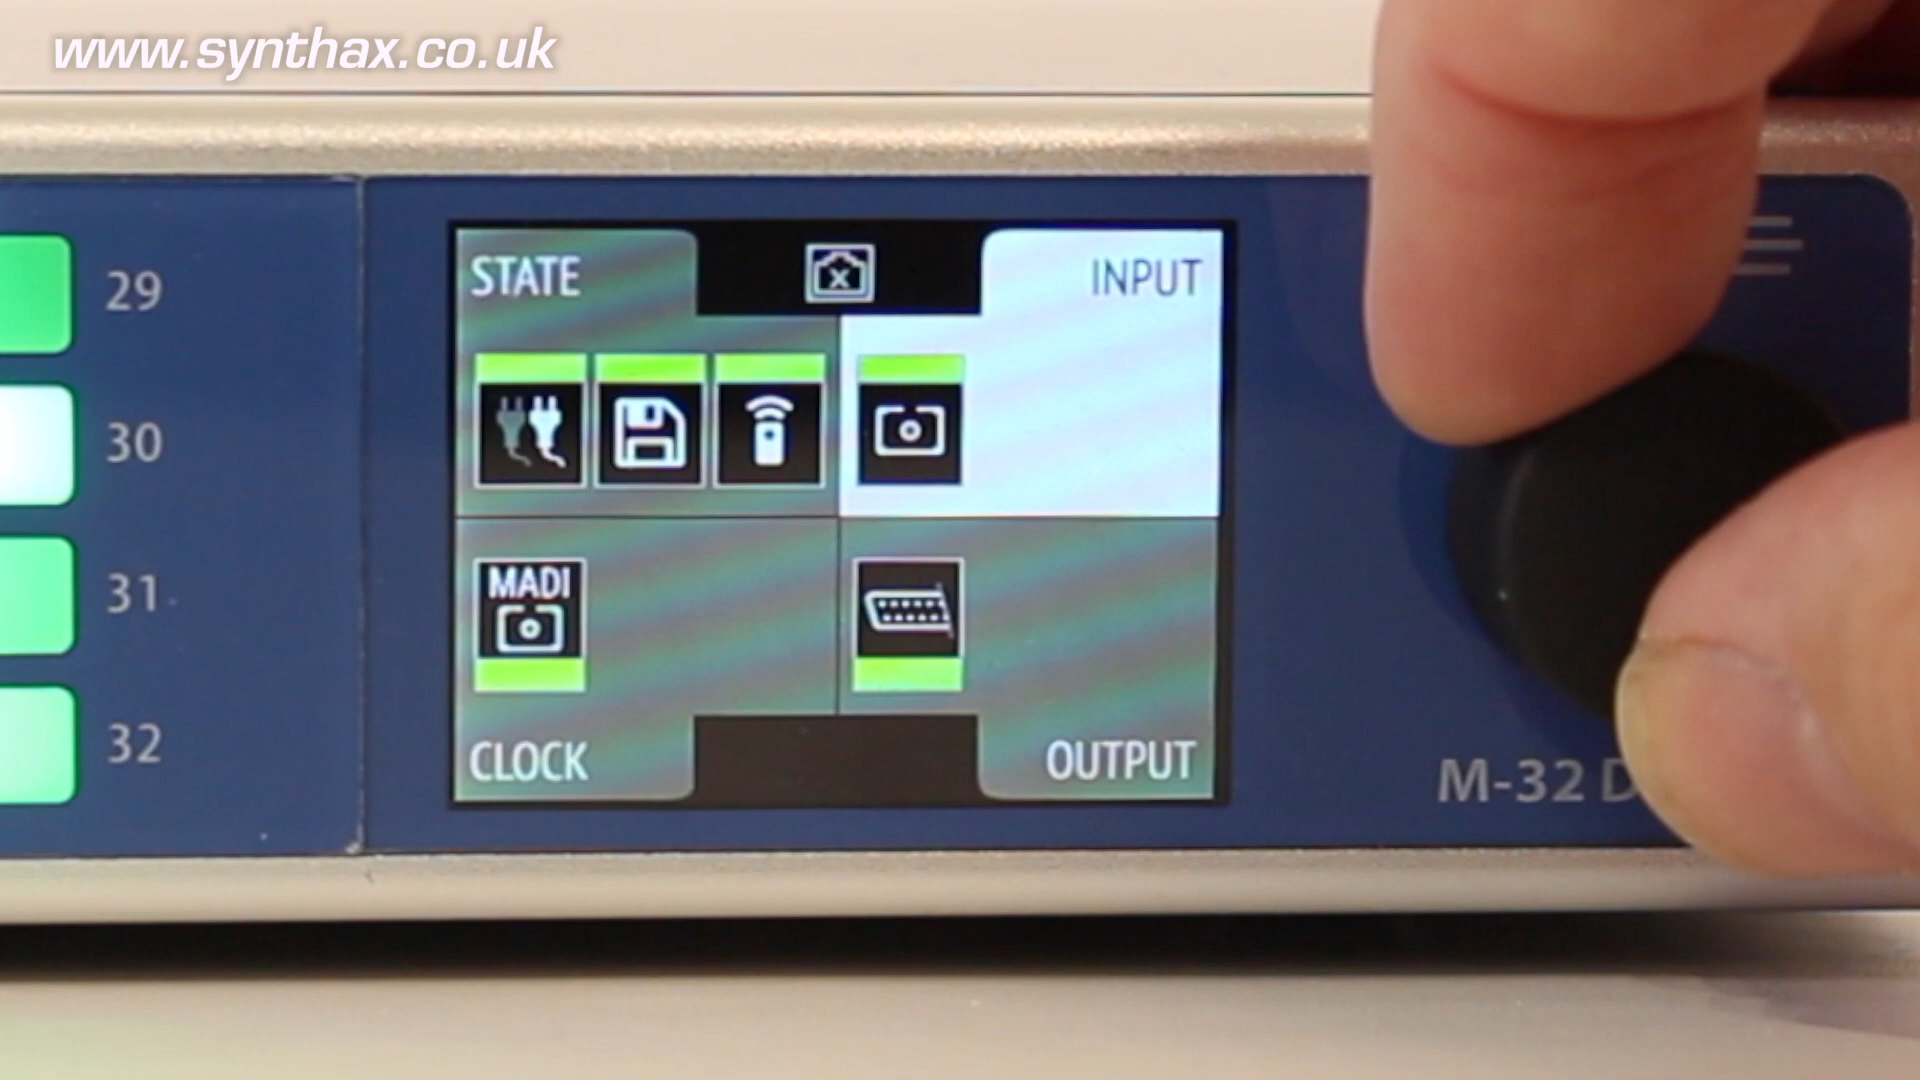 www.synthax.co.uk
29
30
31
32
STATE
INPUT
MADI
CLOCK
OUTPUT
M-32 D